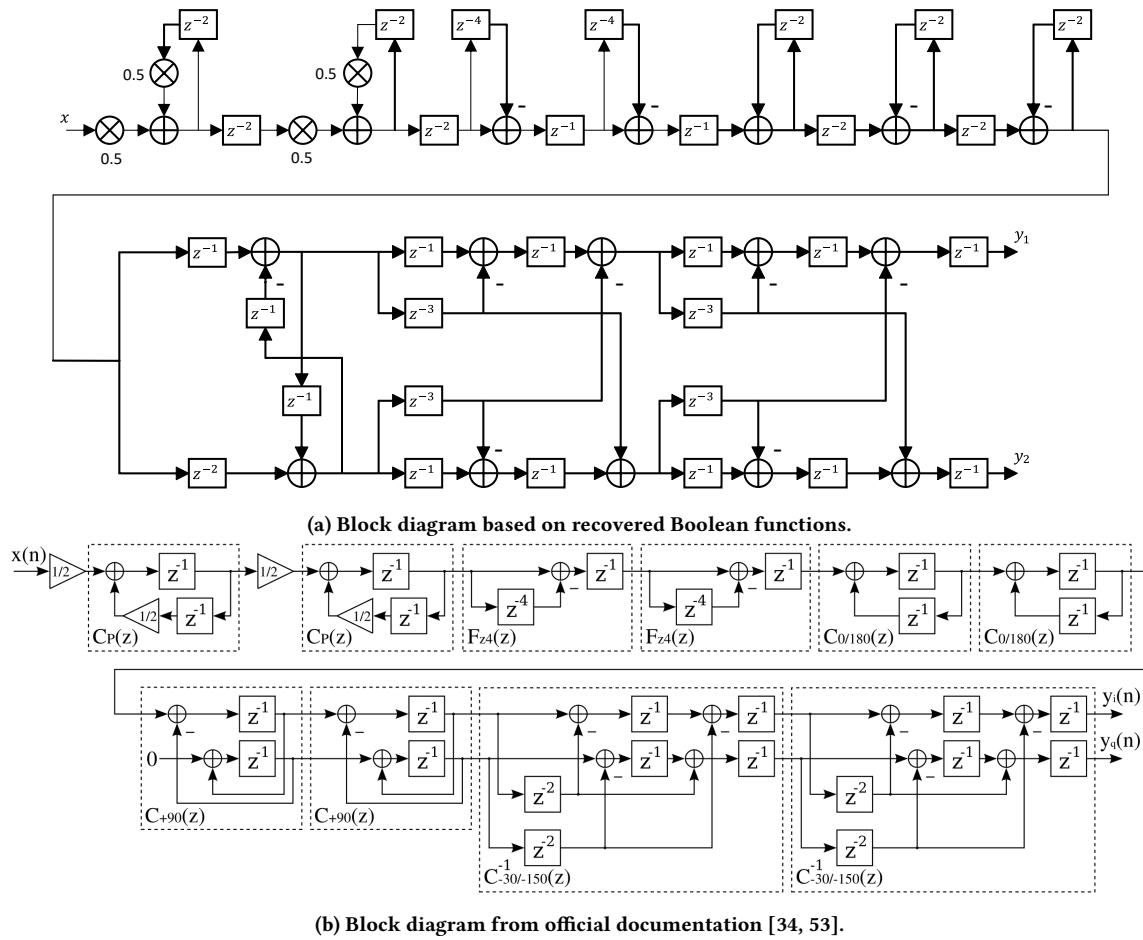 z⁻² z⁻² z⁻⁴ z⁻⁴ z⁻² z⁻² z⁻²
0.5 0.5
- - - -
x z⁻² z⁻² z⁻¹ z⁻¹ z⁻² z⁻²
0.5 0.5
z⁻¹ z⁻¹ z⁻¹ z⁻¹ z⁻¹ z⁻¹ y₁
- - - - -
z⁻¹ z⁻³ z⁻³
z⁻¹ z⁻³ z⁻³
- -
z⁻² z⁻¹ z⁻¹ z⁻¹ z⁻¹ z⁻¹ y₂
(a) Block diagram based on recovered Boolean functions.
x(n) 1/2 z⁻¹ 1/2 z⁻¹ z⁻¹ z⁻¹ z⁻¹ z⁻¹
- -
1/2 z⁻¹ 1/2 z⁻¹ z⁻⁴ z⁻⁴ z⁻¹ z⁻¹
CP(z) CP(z) Fz4(z) Fz4(z) C0/180(z) C0/180(z)
z⁻¹ z⁻¹ z⁻¹ z⁻¹ z⁻¹ z⁻¹ yi(n)
- - - - - -
0 z⁻¹ z⁻¹ z⁻¹ z⁻¹ z⁻¹ z⁻¹ yq(n)
- -
z⁻² z⁻²
C+90(z) C+90(z)
z⁻² z⁻²
C⁻¹-30/-150(z) C⁻¹-30/-150(z)
(b) Block diagram from official documentation [34, 53].